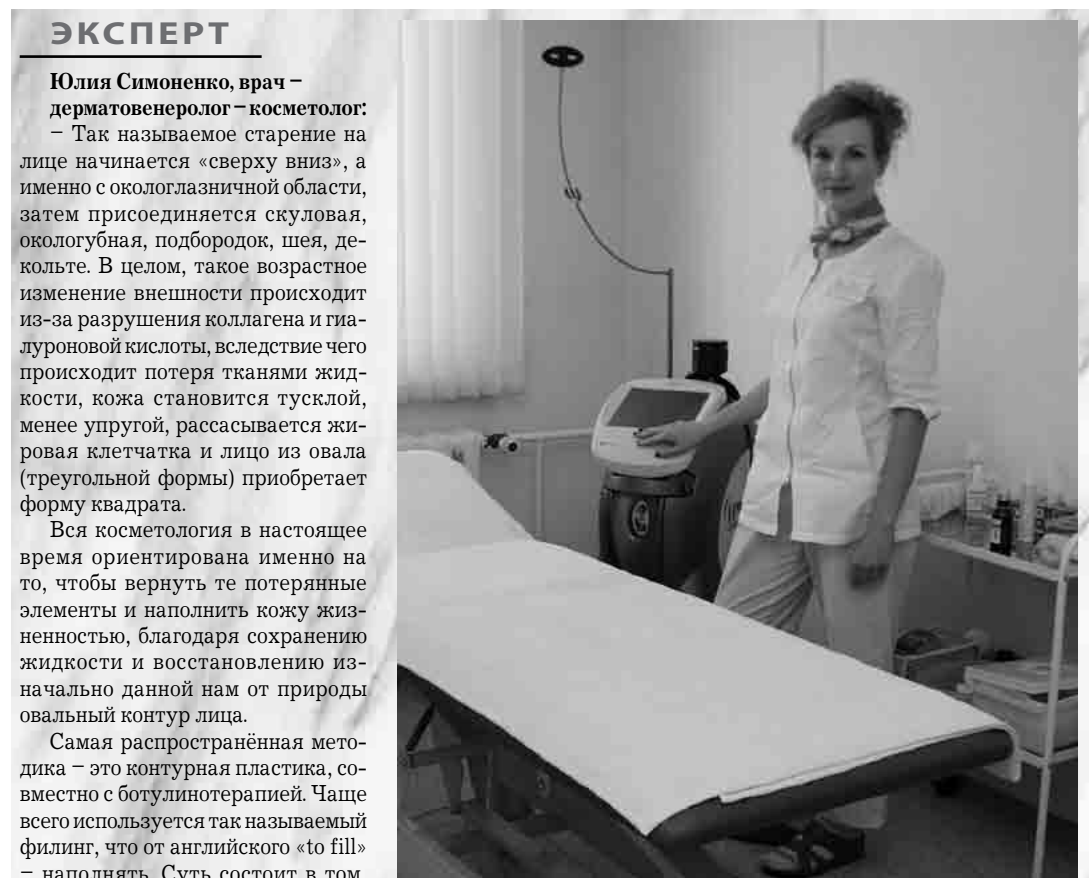 ЭКСПЕРТ
Юлия Симоненко, врач –
дерматовенеролог – косметолог:
– Так называемое старение на
лице начинается «сверху вниз», а
именно с окологлазничной области,
затем присоединяется скуловая,
окологубная, подбородок, шея, де-
кольте. В целом, такое возрастное
изменение внешности происходит
из-за разрушения коллагена и гиа-
луроновой кислоты, вследствие чего
происходит потеря тканями жид-
кости, кожа становится тусклой,
менее упругой, рассасывается жи-
ровая клетчатка и лицо из овала
(треугольной формы) приобретает
форму квадрата.
Вся косметология в настоящее
время ориентирована именно на
то, чтобы вернуть те потерянные
элементы и наполнить кожу жиз-
ненностью, благодаря сохранению
жидкости и восстановлению из-
начально данной нам от природы
овальный контур лица.
Самая распространённая мето-
дика – это контурная пластика, со-
вместно с ботулинотерапией. Чаще
всего используется так называемый
филинг, что от английского «to fill»
– наполнять. Суть состоит в том,